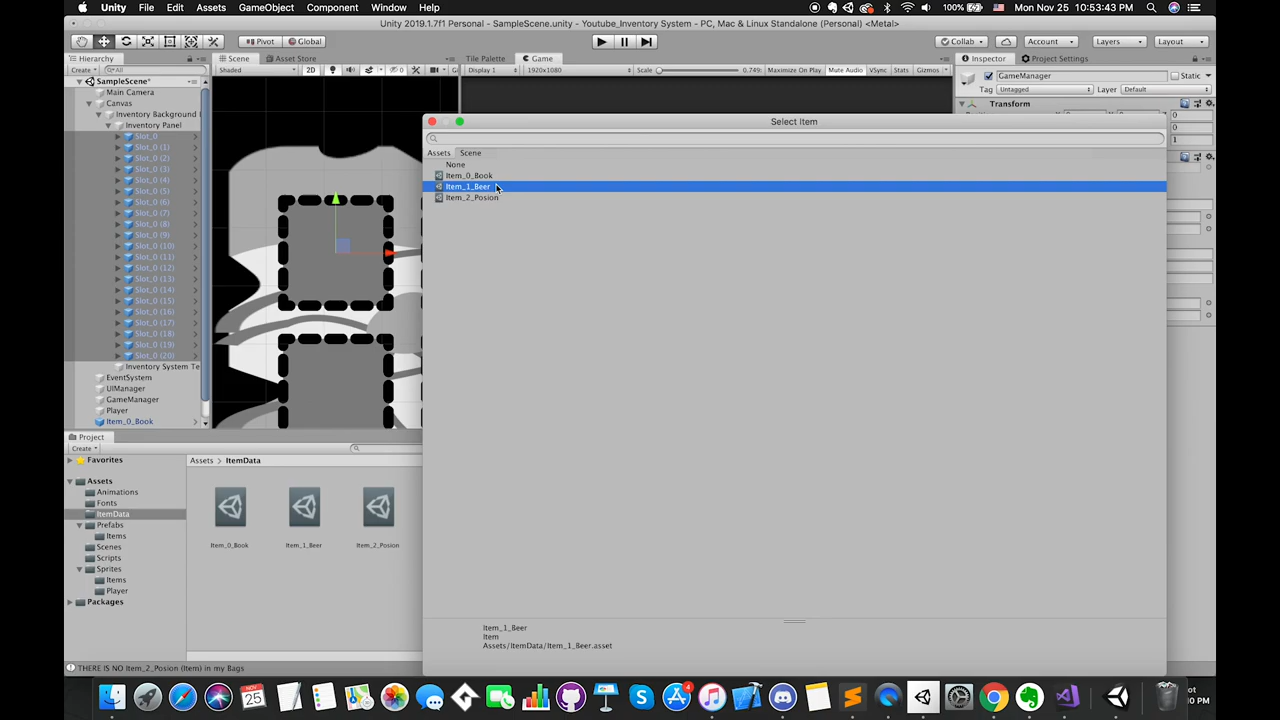 Unity File Edit Assets GameObject Component Window Help 100% Mon Nov 25 10:53:43 PM
Unity 2019.1.7f1 Personal - SampleScene.unity - Youtube_Inventory System - PC, Mac & Linux Standalone (Personal) <Metal>
Pivot Global Collab Account Layers Layout
Hierarchy Scene Asset Store Tile Palette Game Inspector Project Settings
Create All Shaded 2D 0 Display 1 1920x1080 Scale 0.749: Maximize On Play Mute Audio VSync Stats Gizmos
GameManager Static
Tag Untagged Layer Default
Transform
0
0
1
SampleScene*
Main Camera
Canvas
Inventory Background I
Inventory Panel
Slot_0
Slot_0 (1)
Slot_0 (2)
Slot_0 (3)
Slot_0 (4)
Slot_0 (5)
Slot_0 (6)
Slot_0 (7)
Slot_0 (8)
Slot_0 (9)
Slot_0 (10)
Slot_0 (11)
Slot_0 (12)
Slot_0 (13)
Slot_0 (14)
Slot_0 (15)
Slot_0 (16)
Slot_0 (17)
Slot_0 (18)
Slot_0 (19)
Slot_0 (20)
Inventory System Te
EventSystem
UIManager
GameManager
Player
Item_0_Book
Select Item
Assets Scene
None
Item_0_Book
Item_1_Beer
Item_2_Posion
Item_1_Beer
Item
Assets/ItemData/Item_1_Beer.asset
Project
Create
Favorites
Assets
Animations
Fonts
ItemData
Prefabs
Items
Scenes
Scripts
Sprites
Items
Player
Packages
Assets > ItemData
Item_0_Book Item_1_Beer Item_2_Posion
THERE IS NO Item_2_Posion (Item) in my Bags